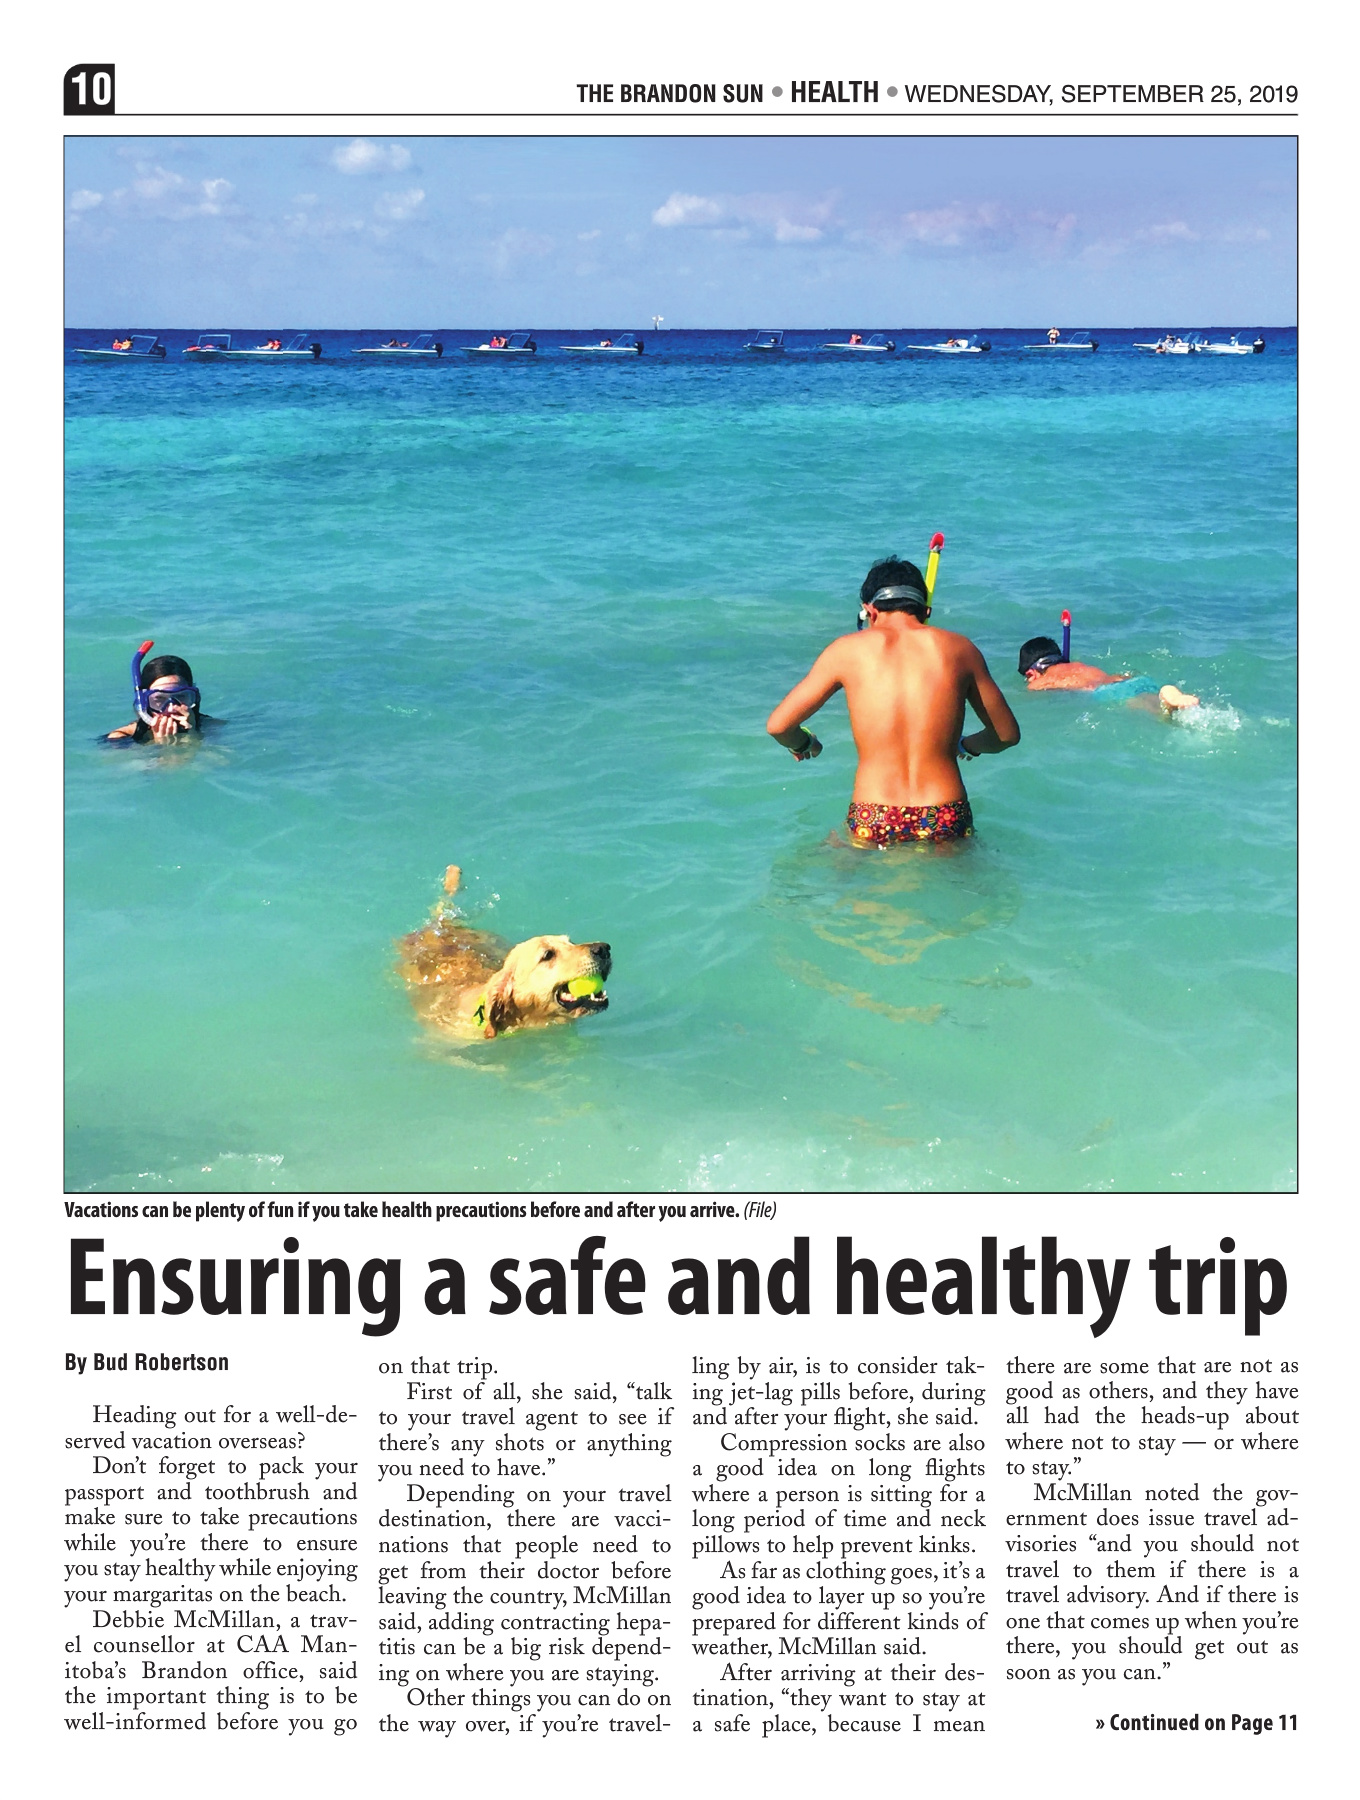 10
THE BRANDON SUN • HEALTH • WEDNESDAY, SEPTEMBER 25, 2019
Vacations can be plenty of fun if you take health precautions before and after you arrive. (File)
Ensuring a safe and healthy trip
By Bud Robertson
Heading out for a well-de-
served vacation overseas?
Don’t forget to pack your
passport and toothbrush and
make sure to take precautions
while you’re there to ensure
you stay healthy while enjoying
your margaritas on the beach.
Debbie McMillan, a trav-
el counsellor at CAA Man-
itoba’s Brandon office, said
the important thing is to be
well-informed before you go
on that trip.
First of all, she said, “talk
to your travel agent to see if
there’s any shots or anything
you need to have.”
Depending on your travel
destination, there are vacci-
nations that people need to
get from their doctor before
leaving the country, McMillan
said, adding contracting hepa-
titis can be a big risk depend-
ing on where you are staying.
Other things you can do on
the way over, if you’re travel-
ling by air, is to consider tak-
ing jet-lag pills before, during
and after your flight, she said.
Compression socks are also
a good idea on long flights
where a person is sitting for a
long period of time and neck
pillows to help prevent kinks.
As far as clothing goes, it’s a
good idea to layer up so you’re
prepared for different kinds of
weather, McMillan said.
After arriving at their des-
tination, “they want to stay at
a safe place, because I mean
there are some that are not as
good as others, and they have
all had the heads-up about
where not to stay — or where
to stay.”
McMillan noted the gov-
ernment does issue travel ad-
visories “and you should not
travel to them if there is a
travel advisory. And if there is
one that comes up when you’re
there, you should get out as
soon as you can.”
» Continued on Page 11